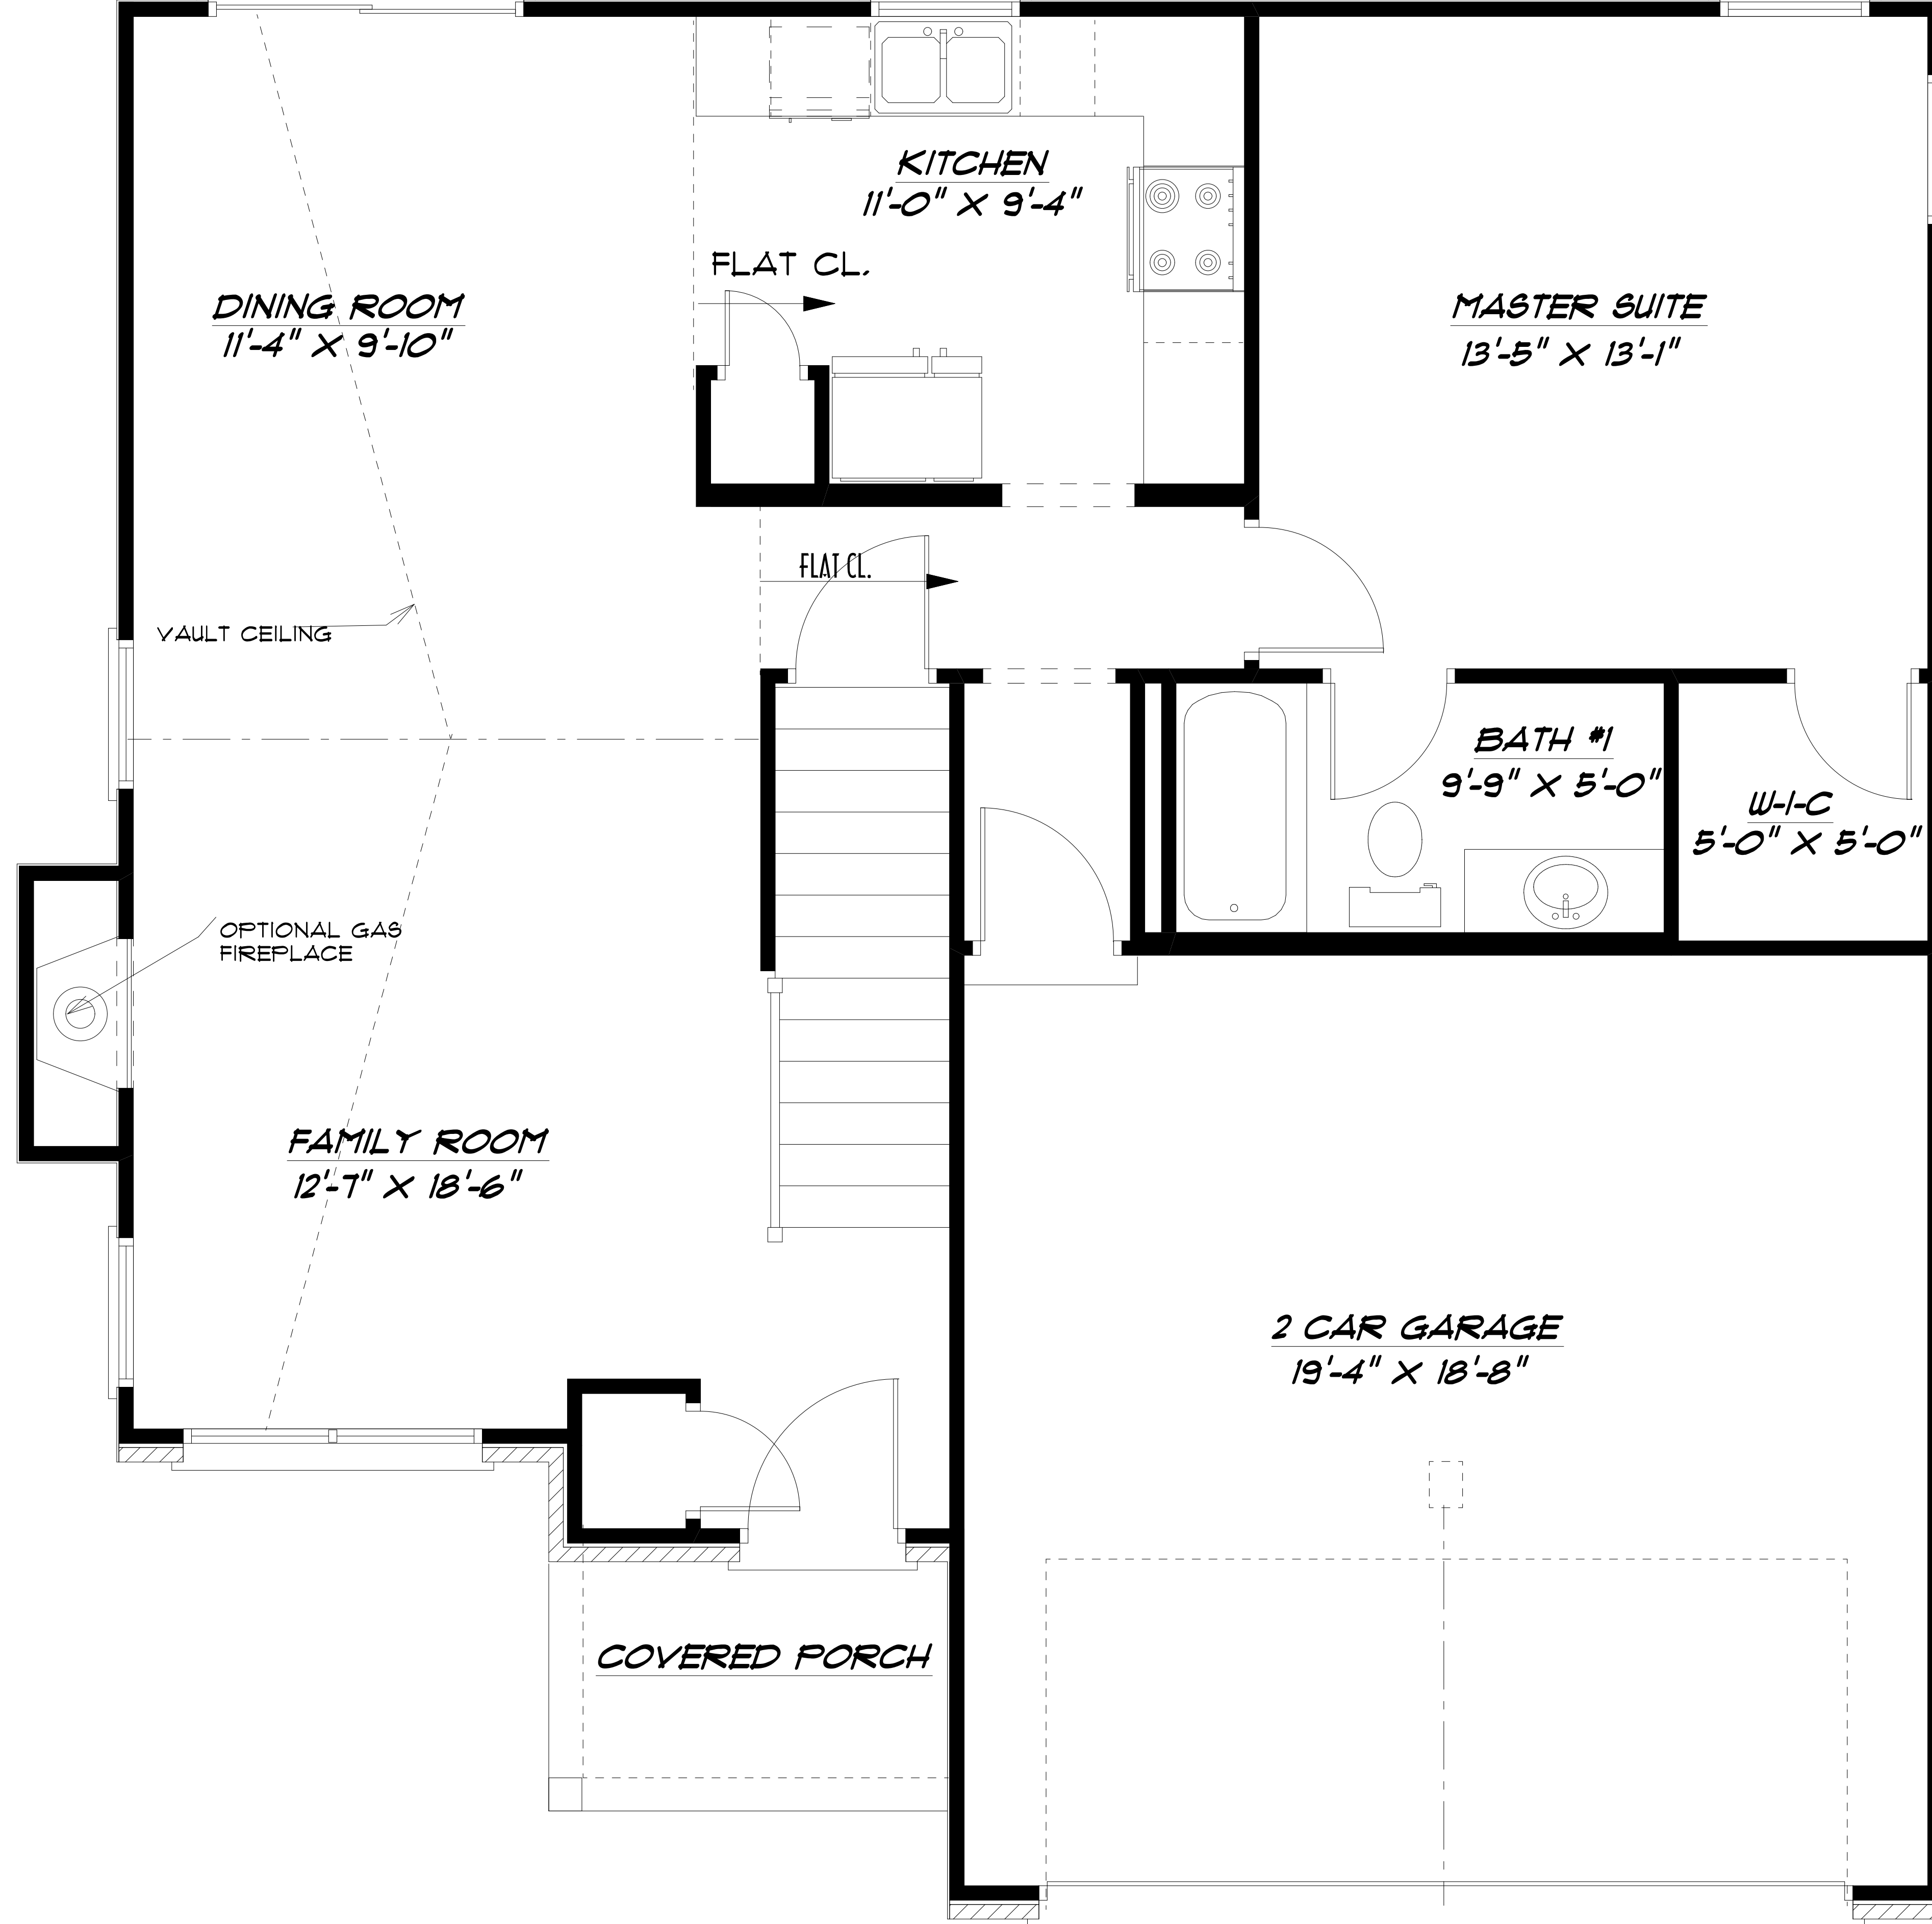 KITCHEN
11'-0" X 9'-4"
FLAT CL.
DINING ROOM
11'-4" X 9'-10"
MASTER SUITE
13'-5" X 13'-1"
FLAT CL.
VAULT CEILING
BATH #1
9'-9" X 5'-0"
W-I-C
5'-0" X 5'-0"
OPTIONAL GAS
FIREPLACE
FAMILY ROOM
12'-7" X 18'-6"
2 CAR GARAGE
19'-4" X 18'-8"
COVERED PORCH